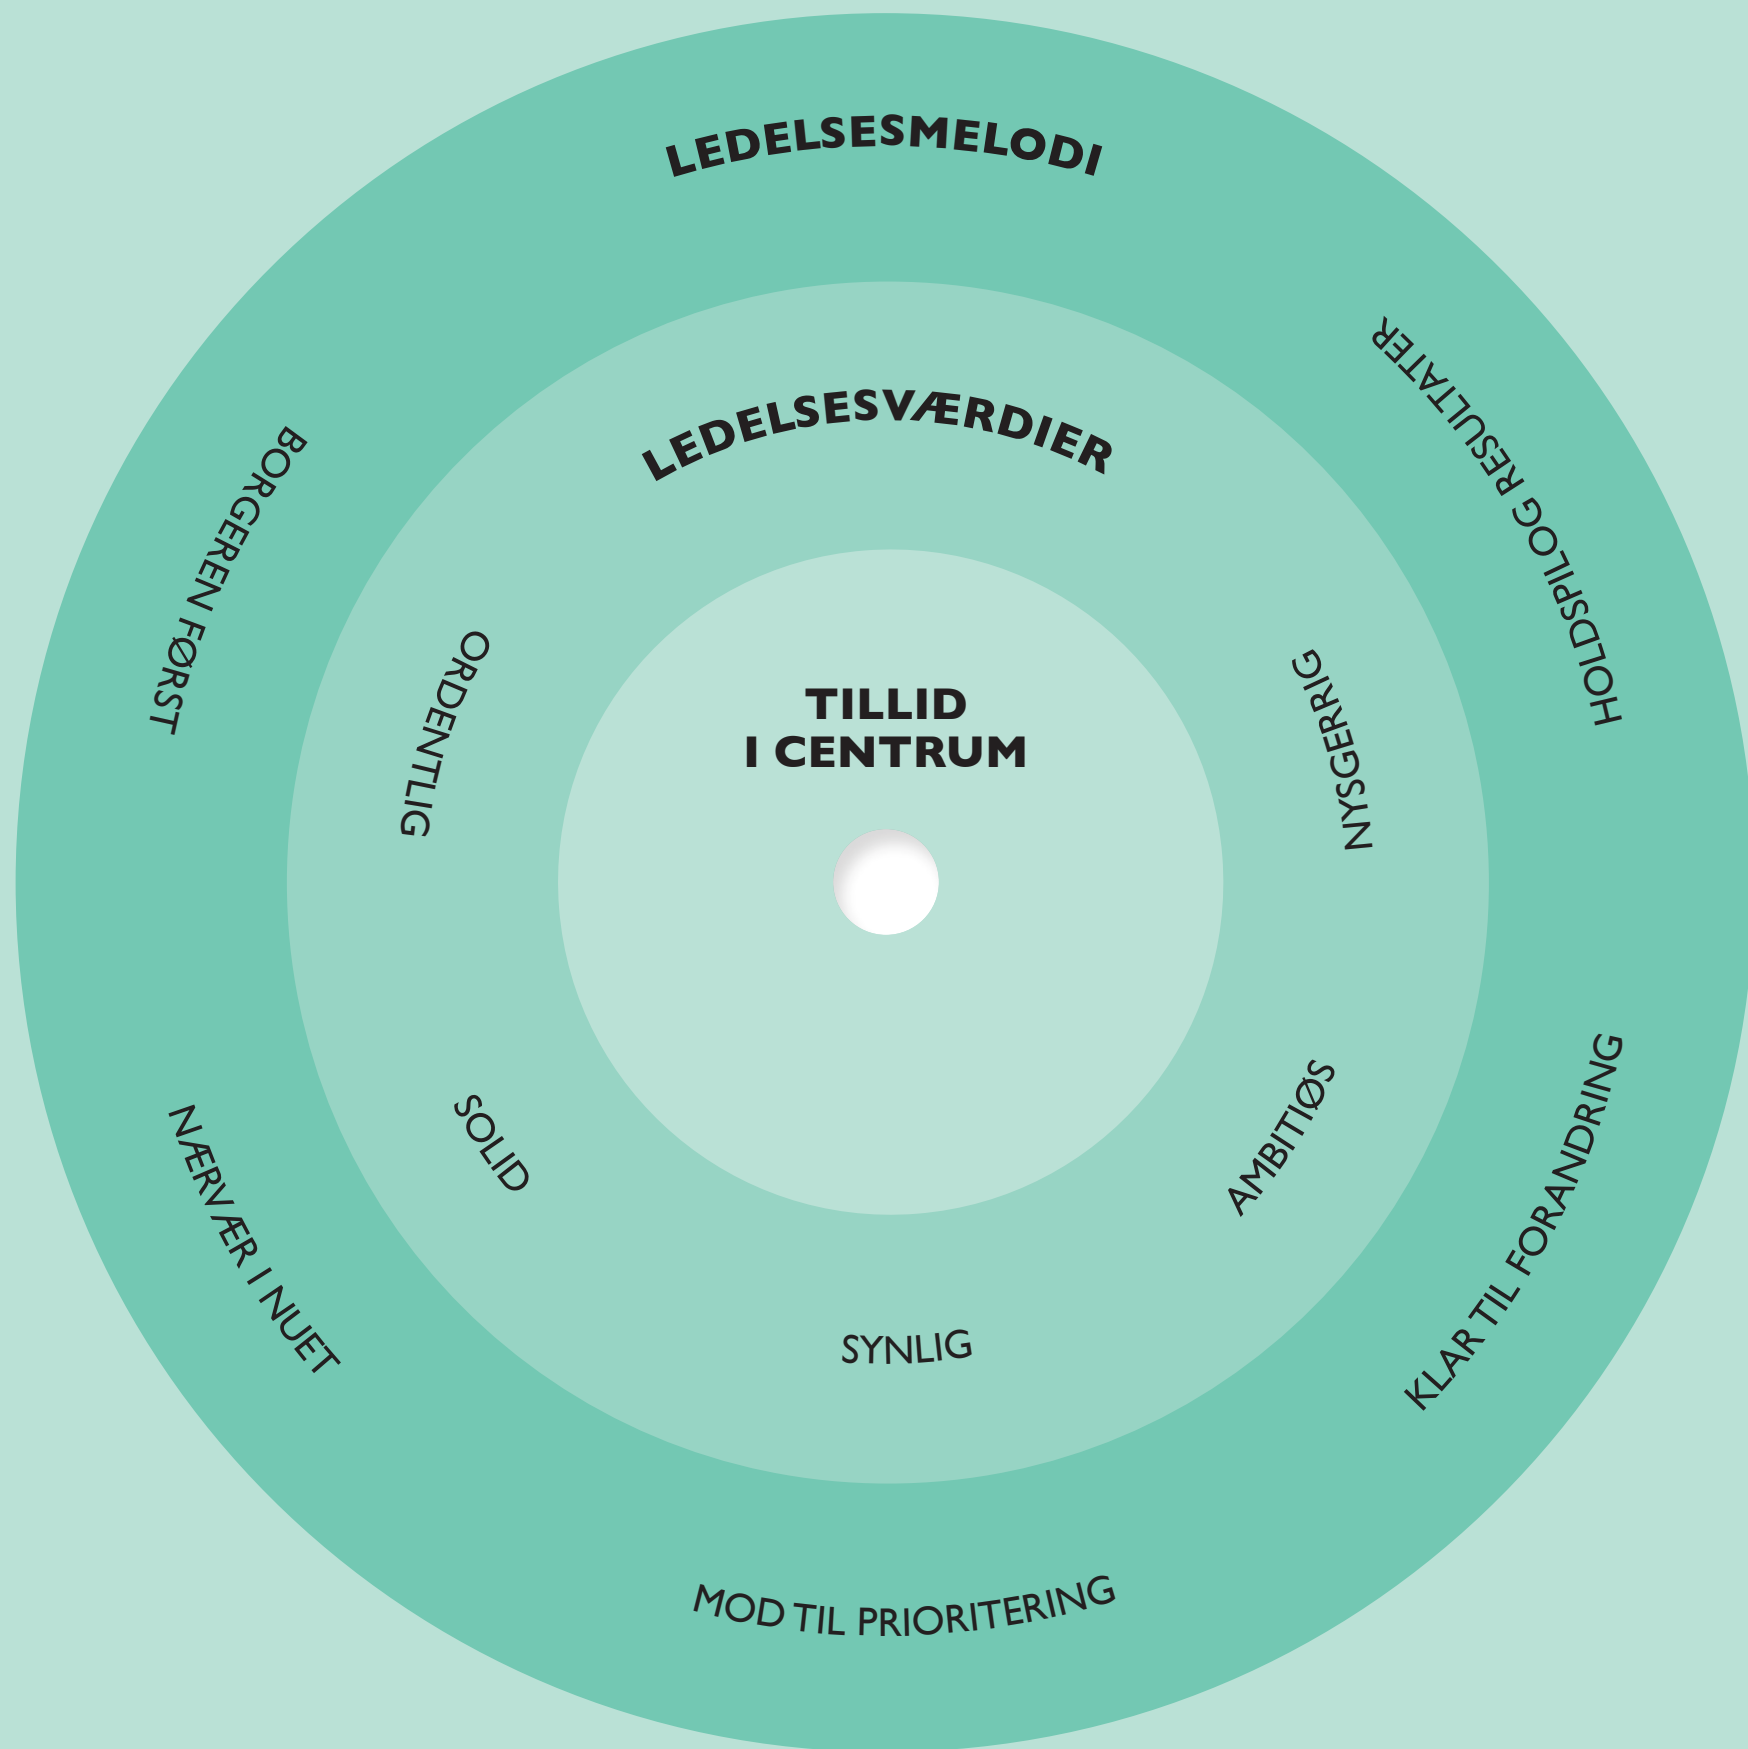 LEDELSESMELODI
BORGEREN FØRST
NÆRVÆR I NUET
MOD TIL PRIORITERING
KLAR TIL FORANDRING
HOLDSPIL OG RESULTATER
LEDELSESVÆRDIER
ORDENTLIG
SOLID
SYNLIG
AMBITIØS
NYSGERRIG
TILLID
I CENTRUM